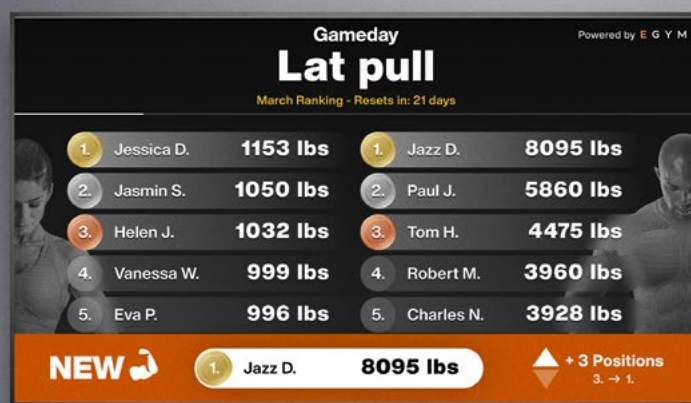 Gameday
Powered by EGYM
Lat pull
March Ranking - Resets in: 21 days
1. Jessica D. 1153 lbs
2. Jasmin S. 1050 lbs
3. Helen J. 1032 lbs
4. Vanessa W. 999 lbs
5. Eva P. 996 lbs
1. Jazz D. 8095 lbs
2. Paul J. 5860 lbs
3. Tom H. 4475 lbs
4. Robert M. 3960 lbs
5. Charles N. 3928 lbs
NEW 1. Jazz D. 8095 lbs + 3 Positions
3. → 1.